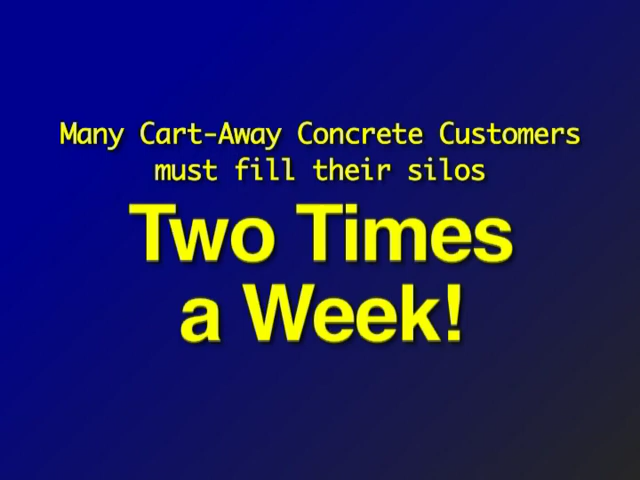 Many Cart-Away Concrete Customers
must fill their silos
Two Times
a Week!